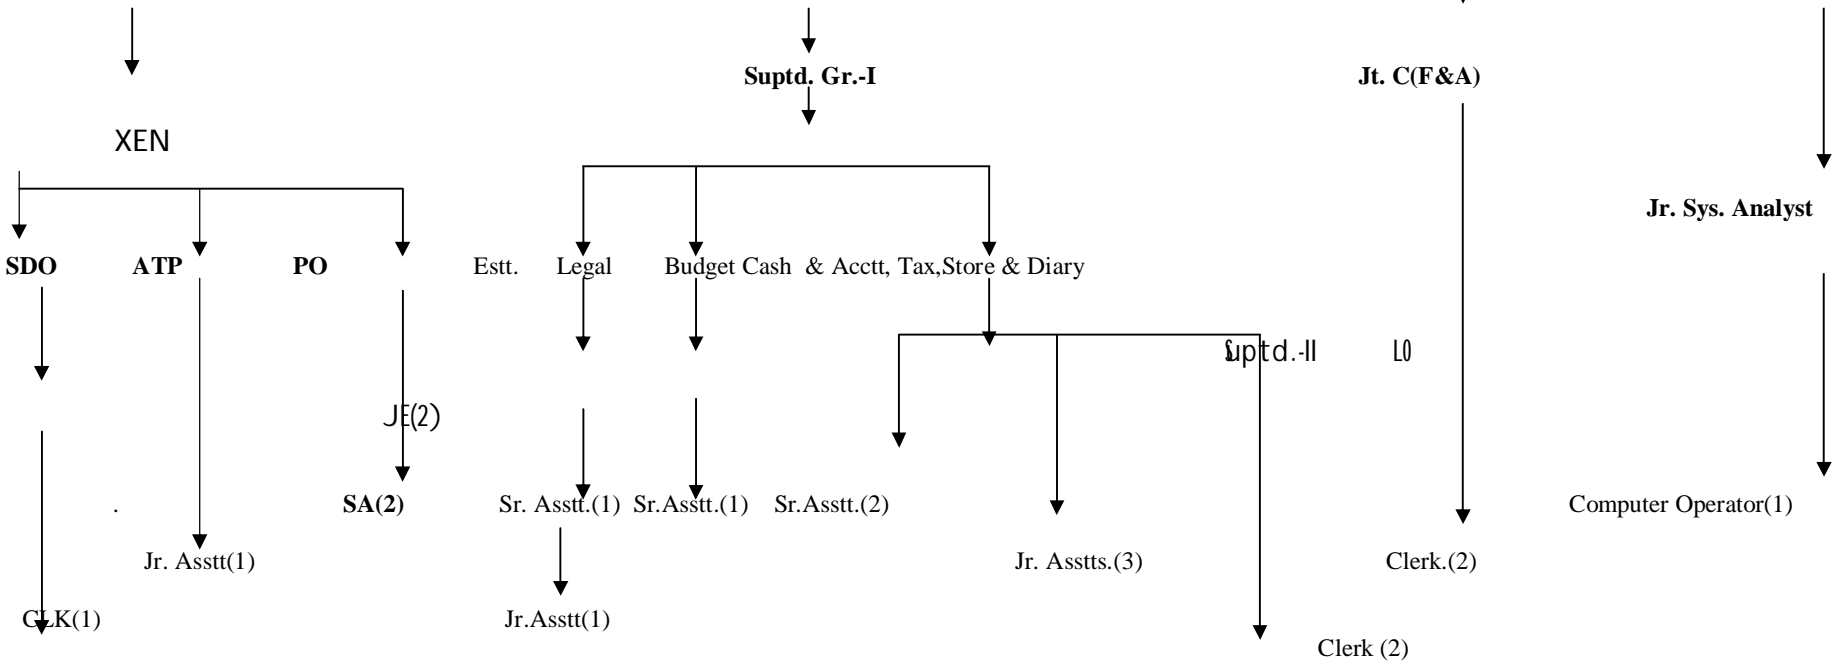 Suptd. Gr.-I Jt. C(F&A)
XEN
Jr. Sys. Analyst
SDO ATP PO Estt. Legal Budget Cash & Acctt, Tax,Store & Diary
Suptd.-II LO
JE(2)
. SA(2) Sr. Asstt.(1) Sr.Asstt.(1) Sr.Asstt.(2) Computer Operator(1)
Jr. Asstt(1) Jr. Asstts.(3) Clerk.(2)
CLK(1) Jr.Asstt(1)
Clerk (2)